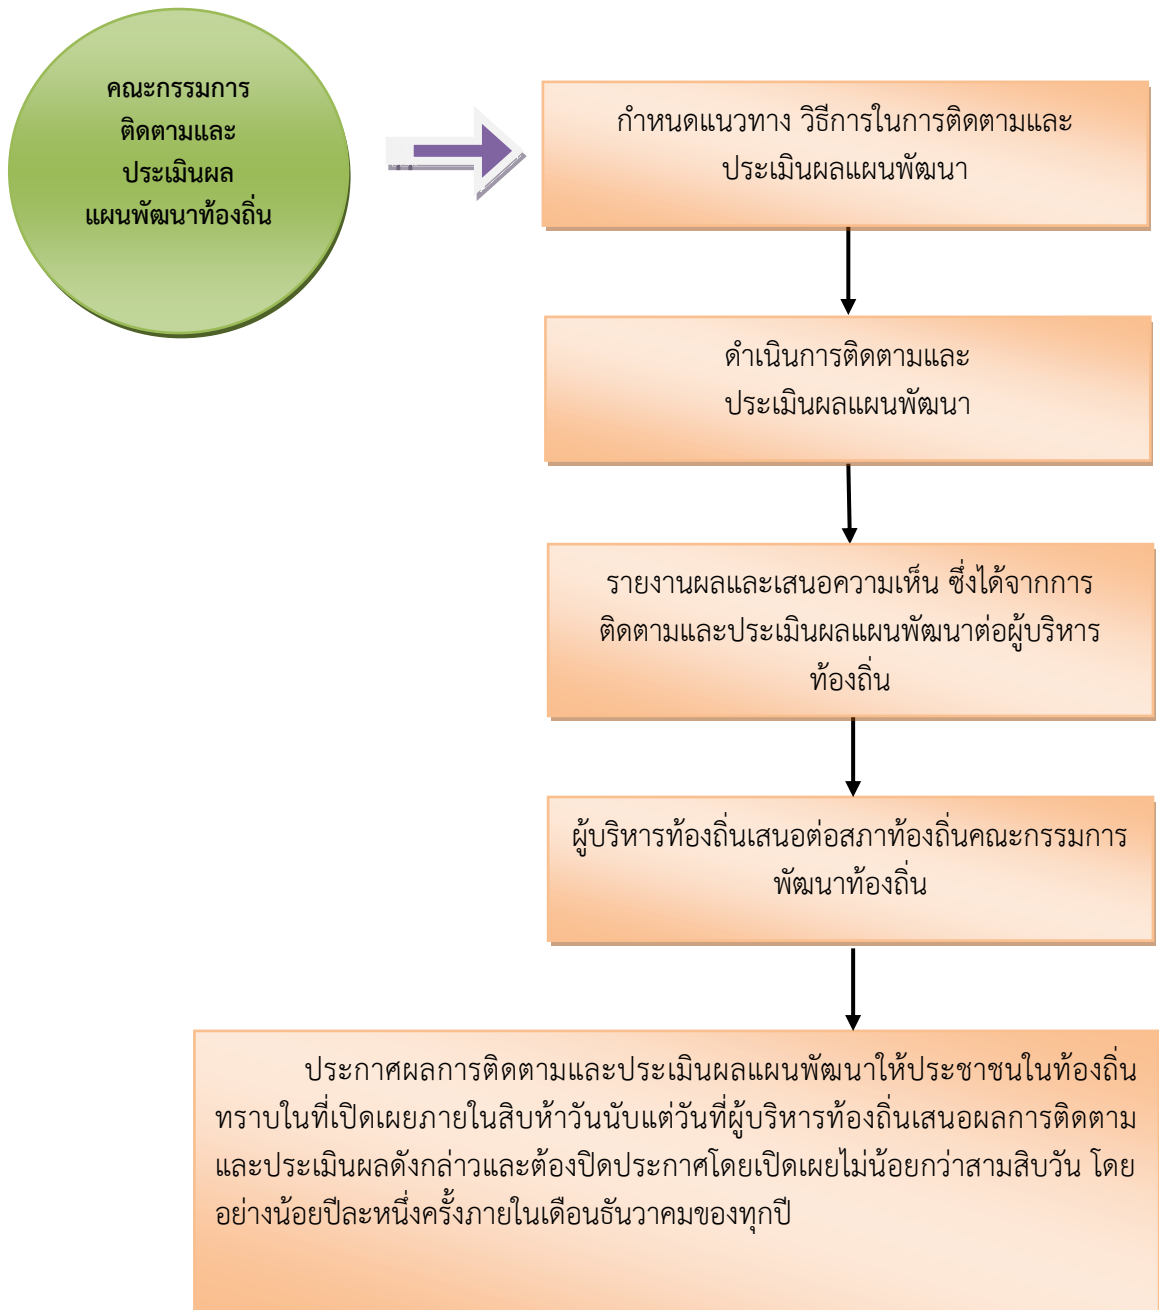 คณะกรรมการ
ติดตามและ
ประเมินผล
แผนพัฒนาท้องถิ่น
กำหนดแนวทาง วิธีการในการติดตามและ
ประเมินผลแผนพัฒนา
ดำเนินการติดตามและ
ประเมินผลแผนพัฒนา
รายงานผลและเสนอความเห็น ซึ่งได้จากการ
ติดตามและประเมินผลแผนพัฒนาต่อผู้บริหาร
ท้องถิ่น
ผู้บริหารท้องถิ่นเสนอต่อสภาท้องถิ่นคณะกรรมการ
พัฒนาท้องถิ่น
ประกาศผลการติดตามและประเมินผลแผนพัฒนาให้ประชาชนในท้องถิ่น
ทราบในที่เปิดเผยภายในสิบห้าวันนับแต่วันที่ผู้บริหารท้องถิ่นเสนอผลการติดตาม
และประเมินผลดังกล่าวและต้องปิดประกาศโดยเปิดเผยไม่น้อยกว่าสามสิบวัน โดย
อย่างน้อยปีละหนึ่งครั้งภายในเดือนธันวาคมของทุกปี